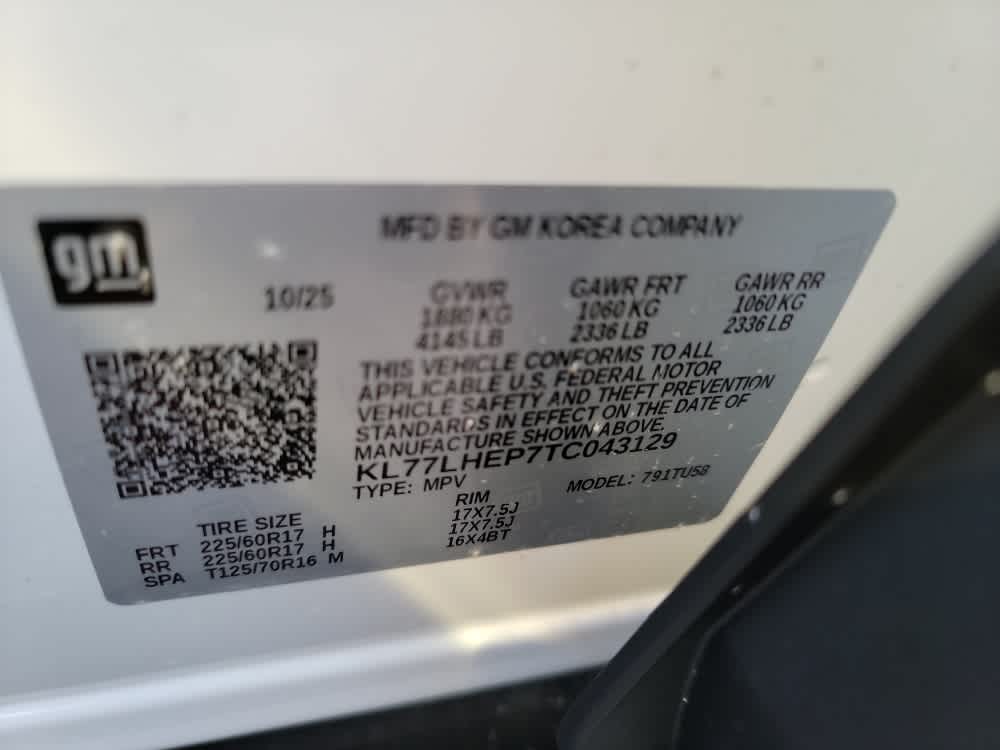 gm
MFD BY GM KOREA COMPANY
10/25
GVWR GAWR FRT GAWR RR
1880 KG 1060 KG 1060 KG
4145 LB 2336 LB 2336 LB
THIS VEHICLE CONFORMS TO ALL
APPLICABLE U.S. FEDERAL MOTOR
VEHICLE SAFETY AND THEFT PREVENTION
STANDARDS IN EFFECT ON THE DATE OF
MANUFACTURE SHOWN ABOVE.
KL77LHEP7TC043129
TYPE: MPV MODEL: 791TU58
TIRE SIZE RIM
FRT 225/60R17 H 17X7.5J
RR 225/60R17 H 17X7.5J
SPA T125/70R16 M 16X4BT